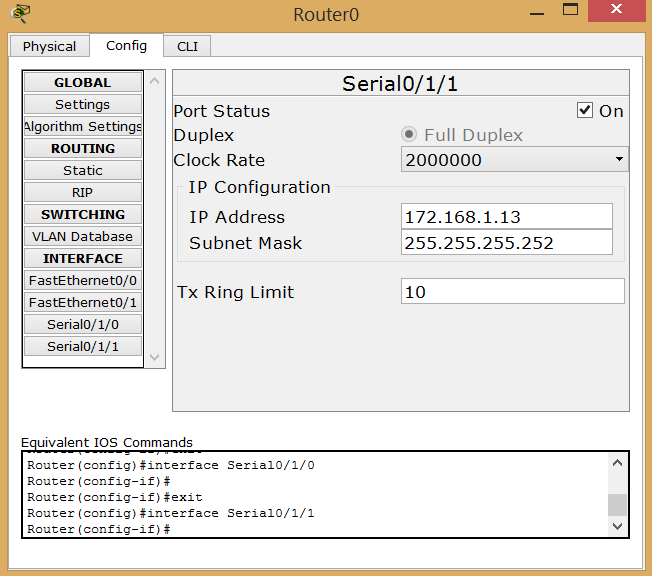 Router0
Physical Config CLI
GLOBAL
Settings
Algorithm Settings
ROUTING
Static
RIP
SWITCHING
VLAN Database
INTERFACE
FastEthernet0/0
FastEthernet0/1
Serial0/1/0
Serial0/1/1
Serial0/1/1
Port Status On
Duplex Full Duplex
Clock Rate 2000000
IP Configuration
IP Address 172.168.1.13
Subnet Mask 255.255.255.252
Tx Ring Limit 10
Equivalent IOS Commands
Router(config-if)#exit
Router(config)#interface Serial0/1/0
Router(config-if)#
Router(config-if)#exit
Router(config)#interface Serial0/1/1
Router(config-if)#